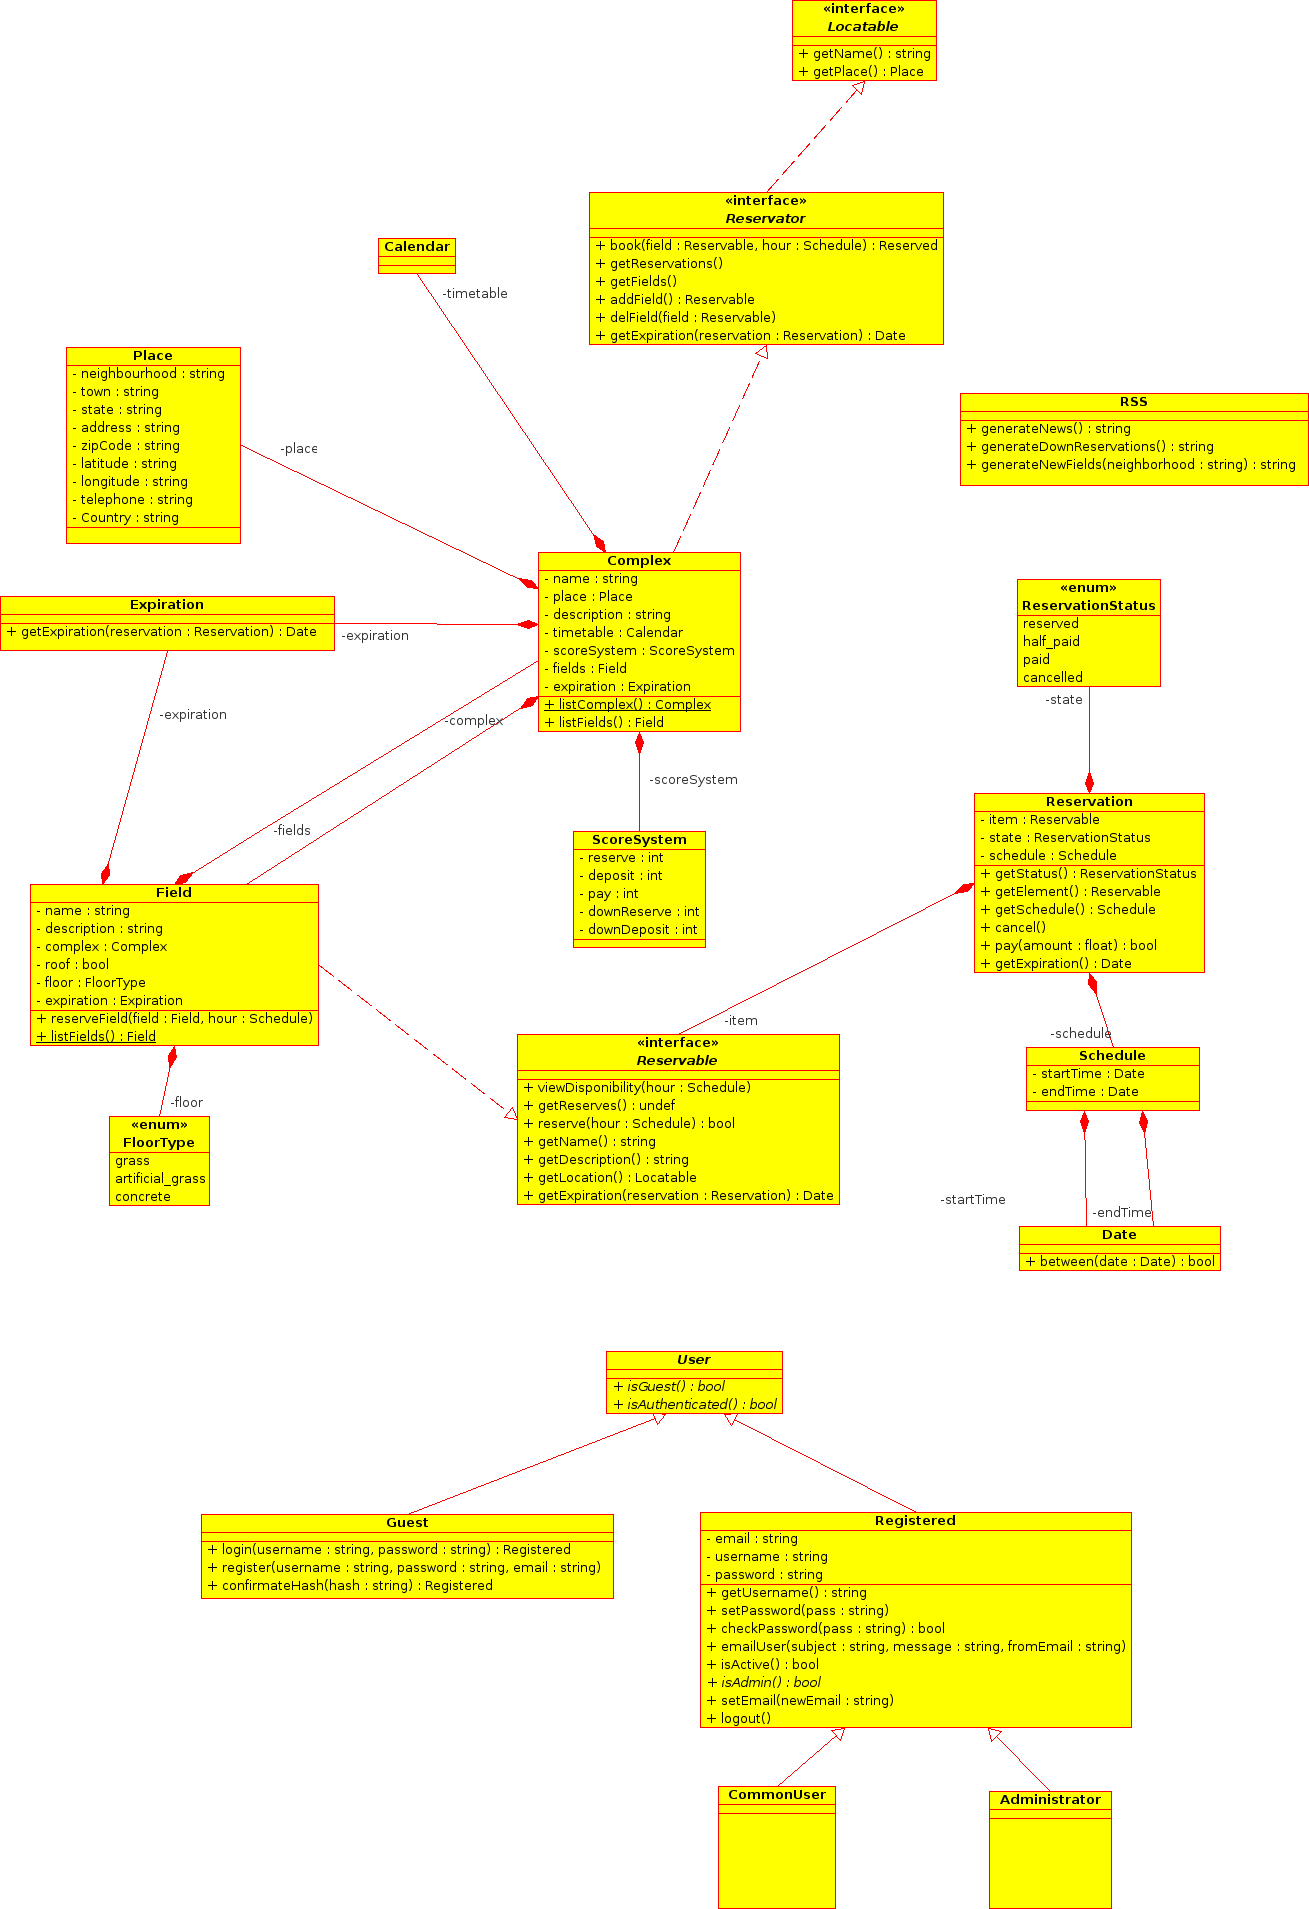 «interface»
Locatable
+ getName() : string
+ getPlace() : Place
«interface»
Reservator
+ book(field : Reservable, hour : Schedule) : Reserved
+ getReservations()
+ getFields()
+ addField() : Reservable
+ delField(field : Reservable)
+ getExpiration(reservation : Reservation) : Date
Calendar
-timetable
Place
- neighbourhood : string
- town : string
- state : string
- address : string
- zipCode : string
- latitude : string
- longitude : string
- telephone : string
- Country : string
-place
RSS
+ generateNews() : string
+ generateDownReservations() : string
+ generateNewFields(neighborhood : string) : string
Complex
- name : string
- place : Place
- description : string
- timetable : Calendar
- scoreSystem : ScoreSystem
- fields : Field
- expiration : Expiration
+ listComplex() : Complex
+ listFields() : Field
Expiration
+ getExpiration(reservation : Reservation) : Date
-expiration
-expiration
-complex
-fields
-scoreSystem
«enum»
ReservationStatus
reserved
half_paid
paid
cancelled
-state
ScoreSystem
- reserve : int
- deposit : int
- pay : int
- downReserve : int
- downDeposit : int
Reservation
- item : Reservable
- state : ReservationStatus
- schedule : Schedule
+ getStatus() : ReservationStatus
+ getElement() : Reservable
+ getSchedule() : Schedule
+ cancel()
+ pay(amount : float) : bool
+ getExpiration() : Date
Field
- name : string
- description : string
- complex : Complex
- roof : bool
- floor : FloorType
- expiration : Expiration
+ reserveField(field : Field, hour : Schedule)
+ listFields() : Field
-item
-schedule
«interface»
Reservable
+ viewDisponibility(hour : Schedule)
+ getReserves() : undef
+ reserve(hour : Schedule) : bool
+ getName() : string
+ getDescription() : string
+ getLocation() : Locatable
+ getExpiration(reservation : Reservation) : Date
Schedule
- startTime : Date
- endTime : Date
-floor
«enum»
FloorType
grass
artificial_grass
concrete
-startTime
-endTime
Date
+ between(date : Date) : bool
User
+ isGuest() : bool
+ isAuthenticated() : bool
Guest
+ login(username : string, password : string) : Registered
+ register(username : string, password : string, email : string)
+ confirmateHash(hash : string) : Registered
Registered
- email : string
- username : string
- password : string
+ getUsername() : string
+ setPassword(pass : string)
+ checkPassword(pass : string) : bool
+ emailUser(subject : string, message : string, fromEmail : string)
+ isActive() : bool
+ isAdmin() : bool
+ setEmail(newEmail : string)
+ logout()
CommonUser
Administrator